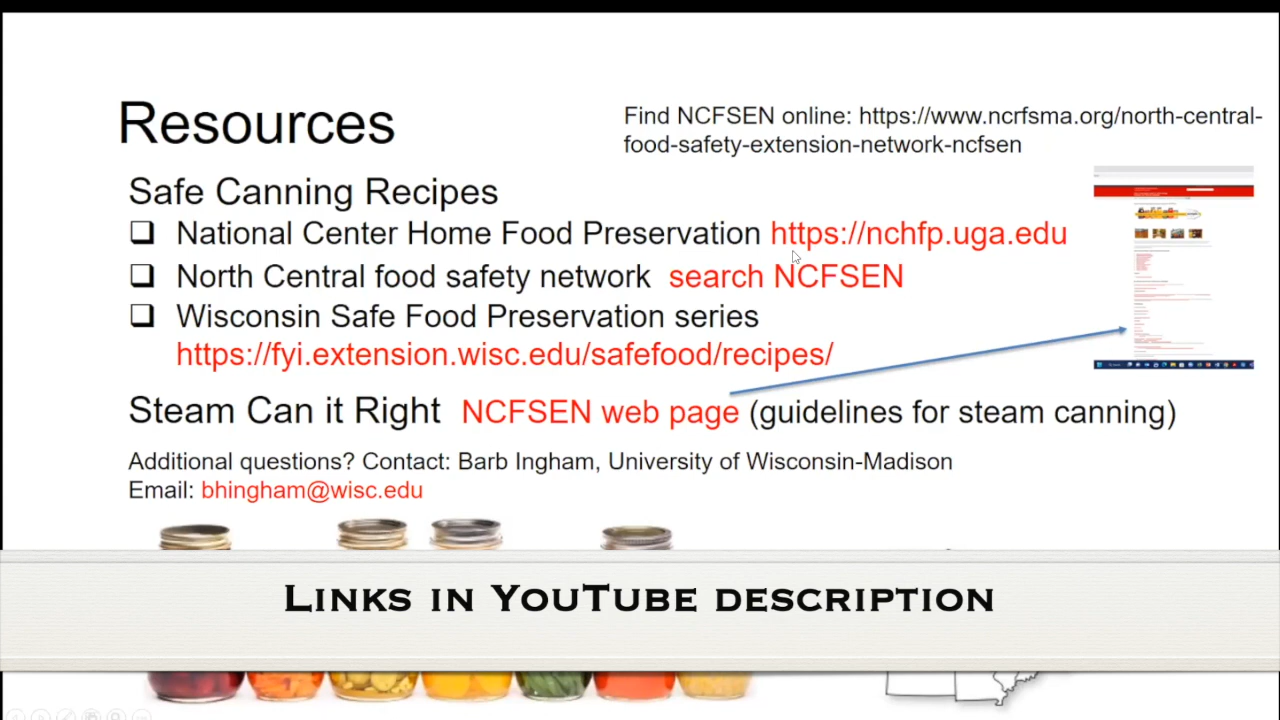 Resources
Find NCFSEN online: https://www.ncrfsma.org/north-central-
food-safety-extension-network-ncfsen
Safe Canning Recipes
❑ National Center Home Food Preservation https://nchfp.uga.edu
❑ North Central food safety network search NCFSEN
❑ Wisconsin Safe Food Preservation series
https://fyi.extension.wisc.edu/safefood/recipes/
Steam Can it Right NCFSEN web page (guidelines for steam canning)
Additional questions? Contact: Barb Ingham, University of Wisconsin-Madison
Email: bhingham@wisc.edu
Links in YouTube description